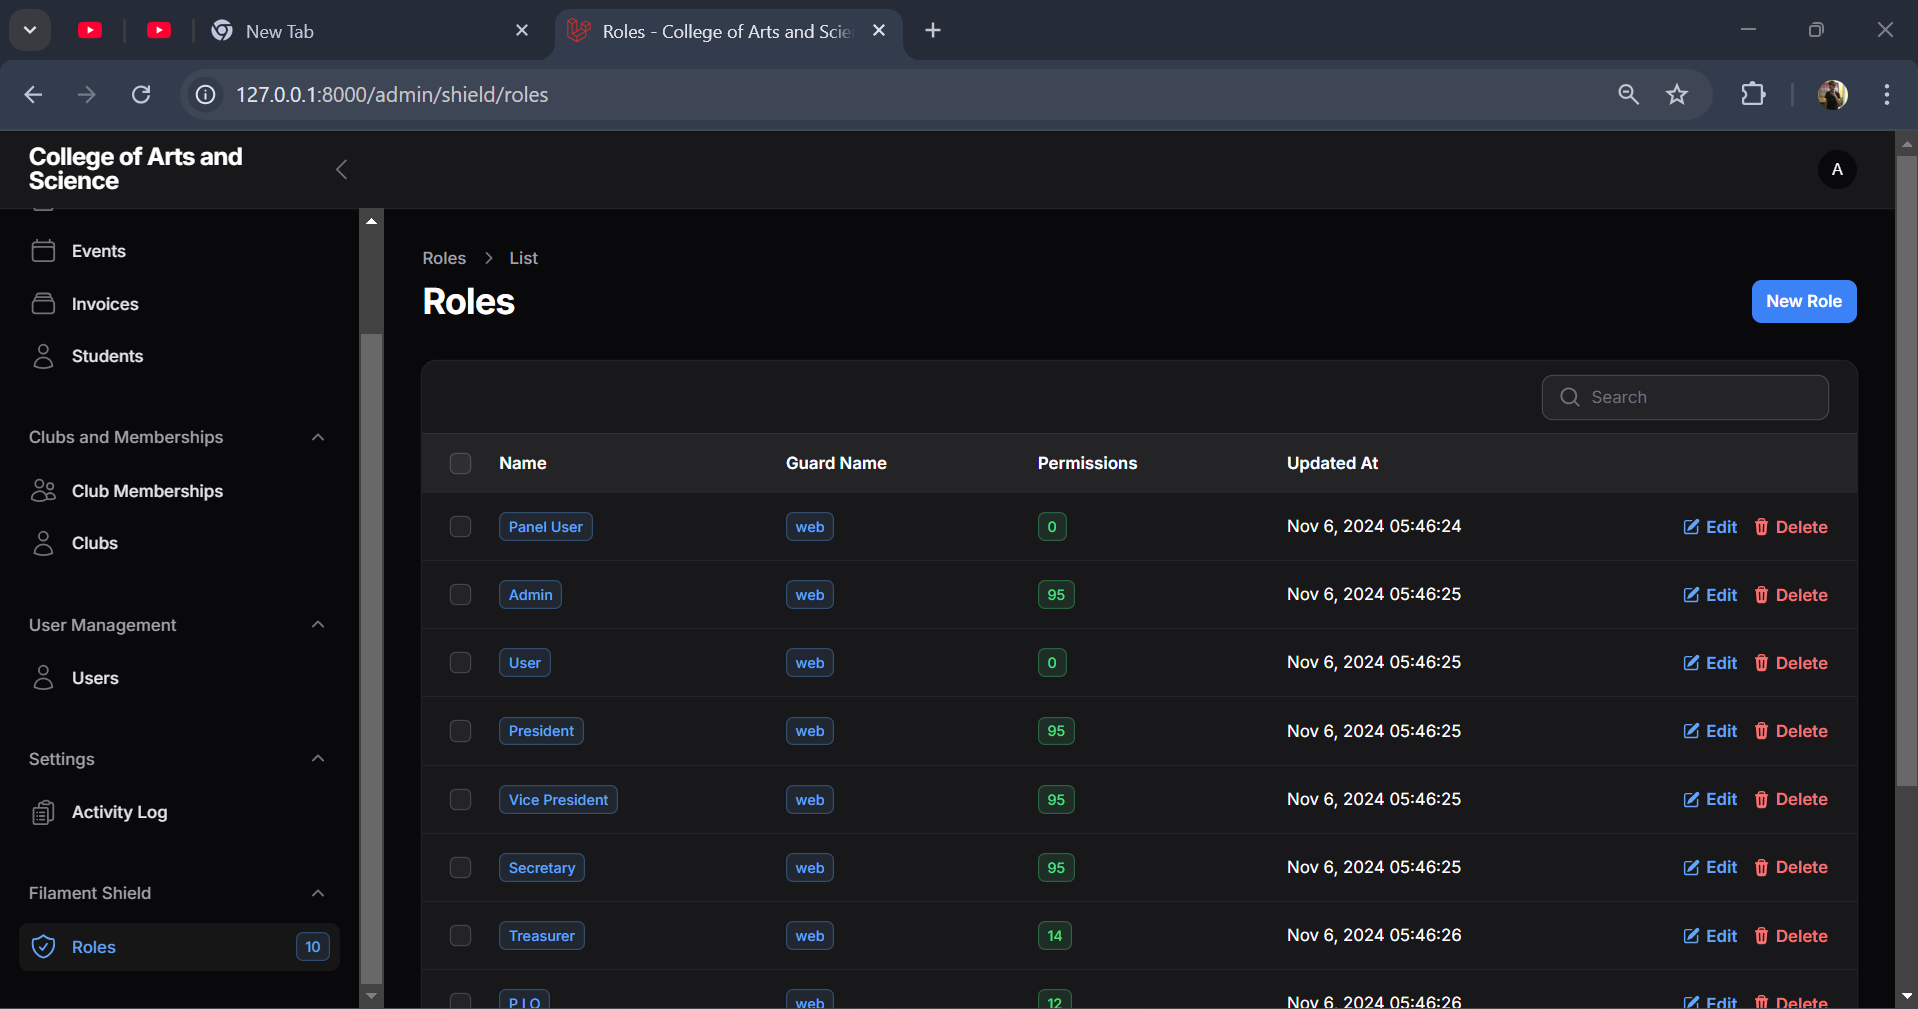 New Tab
Roles - College of Arts and Scie
127.0.0.1:8000/admin/shield/roles
College of Arts and
Science
A
Events
Invoices
Students
Clubs and Memberships
Club Memberships
Clubs
User Management
Users
Settings
Activity Log
Filament Shield
Roles 10
Roles > List
Roles
New Role
Search
Name Guard Name Permissions Updated At
Panel User web 0 Nov 6, 2024 05:46:24 Edit Delete
Admin web 95 Nov 6, 2024 05:46:25 Edit Delete
User web 0 Nov 6, 2024 05:46:25 Edit Delete
President web 95 Nov 6, 2024 05:46:25 Edit Delete
Vice President web 95 Nov 6, 2024 05:46:25 Edit Delete
Secretary web 95 Nov 6, 2024 05:46:25 Edit Delete
Treasurer web 14 Nov 6, 2024 05:46:26 Edit Delete
P I O web 12 Nov 6, 2024 05:46:26 Edit Delete